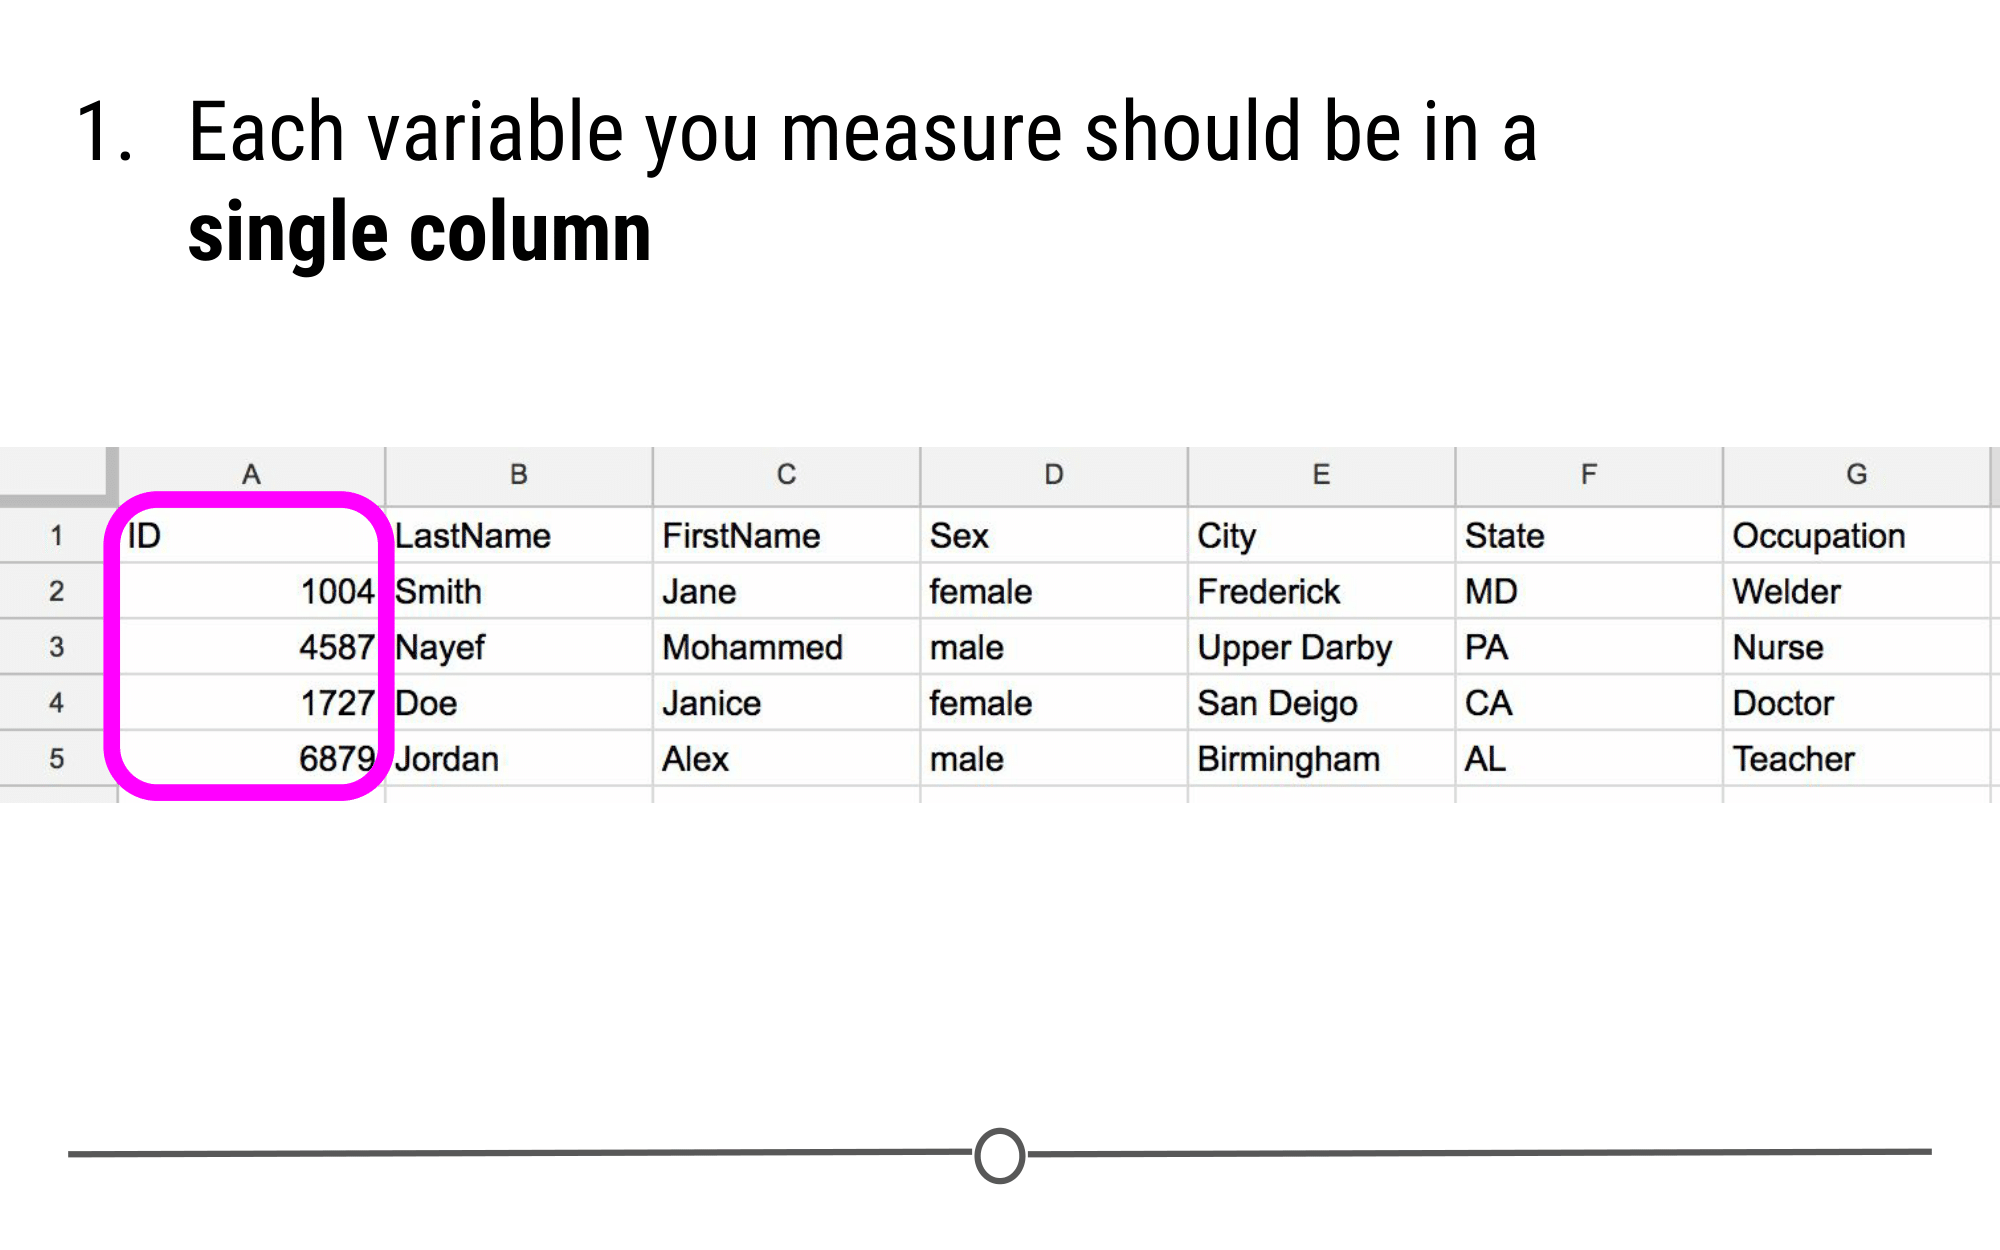 1. Each variable you measure should be in a
single column
A B C D E F G
1 ID LastName FirstName Sex City State Occupation
2 1004 Smith Jane female Frederick MD Welder
3 4587 Nayef Mohammed male Upper Darby PA Nurse
4 1727 Doe Janice female San Deigo CA Doctor
5 6879 Jordan Alex male Birmingham AL Teacher